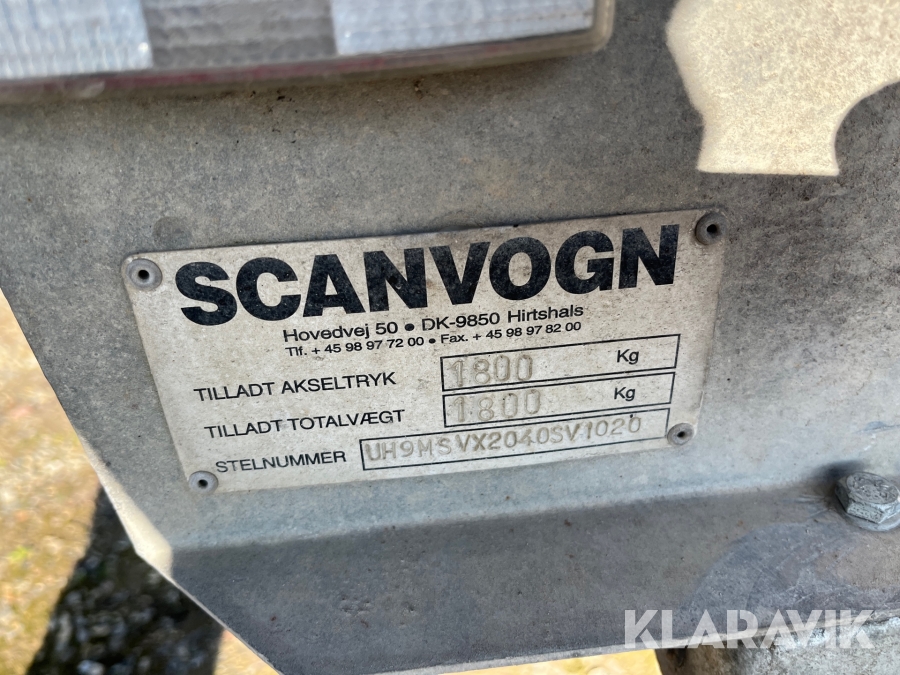 SCANVOGN
Hovedvej 50 • DK-9850 Hirtshals
Tlf. + 45 98 97 72 00 • Fax. + 45 98 97 82 00
TILLADT AKSELTRYK 1800 Kg
TILLADT TOTALVÆGT 1800 Kg
STELNUMMER UH9MSVX2040SV1020
KLARAVIK